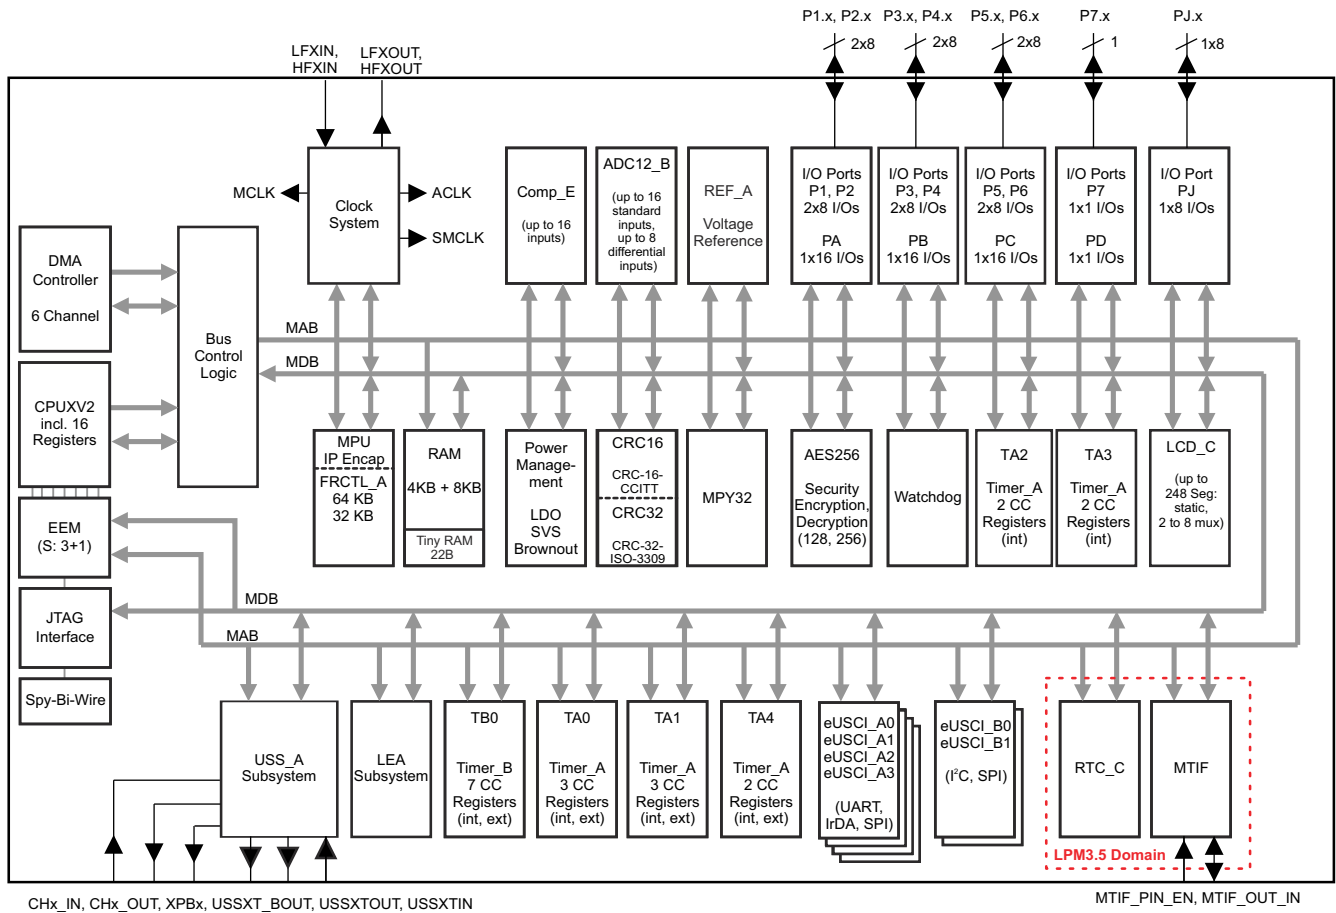 P1.x, P2.x
P3.x, P4.x
P5.x, P6.x
P7.x
PJ.x
2x8
2x8
2x8
1
1x8
LFXIN,
HFXIN
LFXOUT,
HFXOUT
MCLK
Clock
System
ACLK
SMCLK
Comp_E
(up to 16
inputs)
ADC12_B
(up to 16
standard
inputs,
up to 8
differential
inputs)
REF_A
Voltage
Reference
I/O Ports
P1, P2
2x8 I/Os
PA
1x16 I/Os
I/O Ports
P3, P4
2x8 I/Os
PB
1x16 I/Os
I/O Ports
P5, P6
2x8 I/Os
PC
1x16 I/Os
I/O Ports
P7
1x1 I/Os
PD
1x1 I/Os
I/O Port
PJ
1x8 I/Os
DMA
Controller
6 Channel
Bus
Control
Logic
MAB
MDB
CPUXV2
incl. 16
Registers
MPU
IP Encap
FRCTL_A
64 KB
32 KB
RAM
4KB + 8KB
Tiny RAM
22B
Power
Manage-
ment
LDO
SVS
Brownout
CRC16
CRC-16-
CCITT
CRC32
CRC-32-
ISO-3309
MPY32
AES256
Security
Encryption,
Decryption
(128, 256)
Watchdog
TA2
Timer_A
2 CC
Registers
(int)
TA3
Timer_A
2 CC
Registers
(int)
LCD_C
(up to
248 Seg:
static,
2 to 8 mux)
EEM
(S: 3+1)
MDB
JTAG
Interface
MAB
Spy-Bi-Wire
USS_A
Subsystem
LEA
Subsystem
TB0
Timer_B
7 CC
Registers
(int, ext)
TA0
Timer_A
3 CC
Registers
(int, ext)
TA1
Timer_A
3 CC
Registers
(int, ext)
TA4
Timer_A
2 CC
Registers
(int, ext)
eUSCI_A0
eUSCI_A1
eUSCI_A2
eUSCI_A3
(UART,
IrDA, SPI)
eUSCI_B0
eUSCI_B1
(I²C, SPI)
RTC_C
MTIF
LPM3.5 Domain
CHx_IN, CHx_OUT, XPBx, USSXT_BOUT, USSXTOUT, USSXTIN
MTIF_PIN_EN, MTIF_OUT_IN